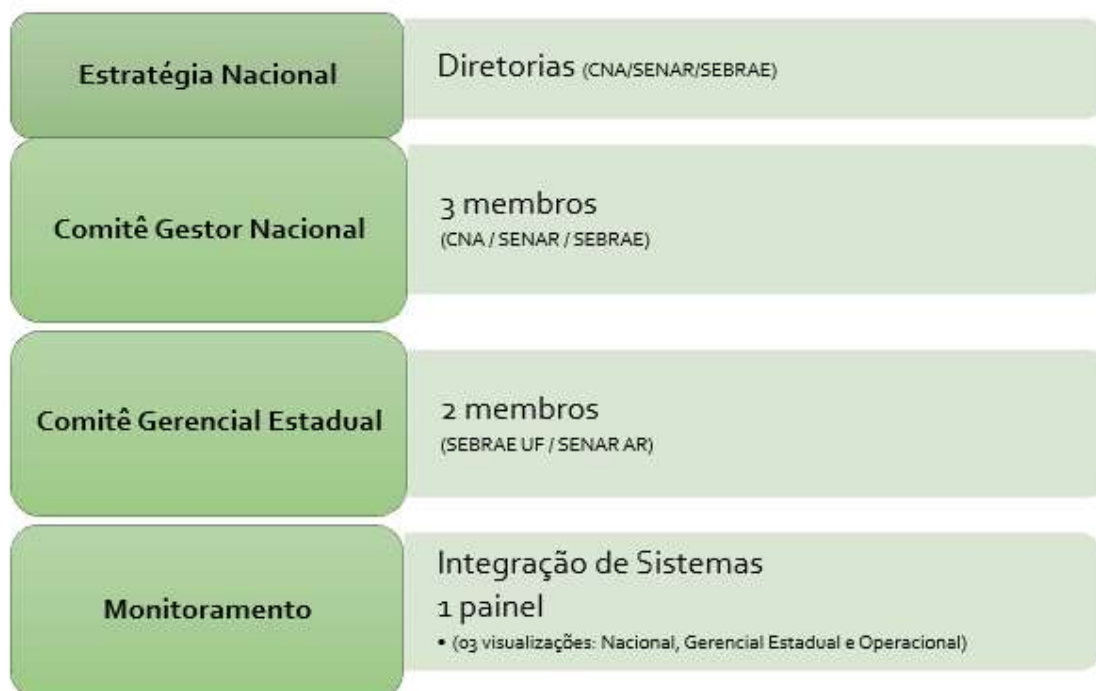 Estratégia Nacional
Diretorias (CNA/SENAR/SEBRAE)
Comitê Gestor Nacional
3 membros
(CNA / SENAR / SEBRAE)
Comitê Gerencial Estadual
2 membros
(SEBRAE UF / SENAR AR)
Monitoramento
Integração de Sistemas
1 painel
• (03 visualizações: Nacional, Gerencial Estadual e Operacional)